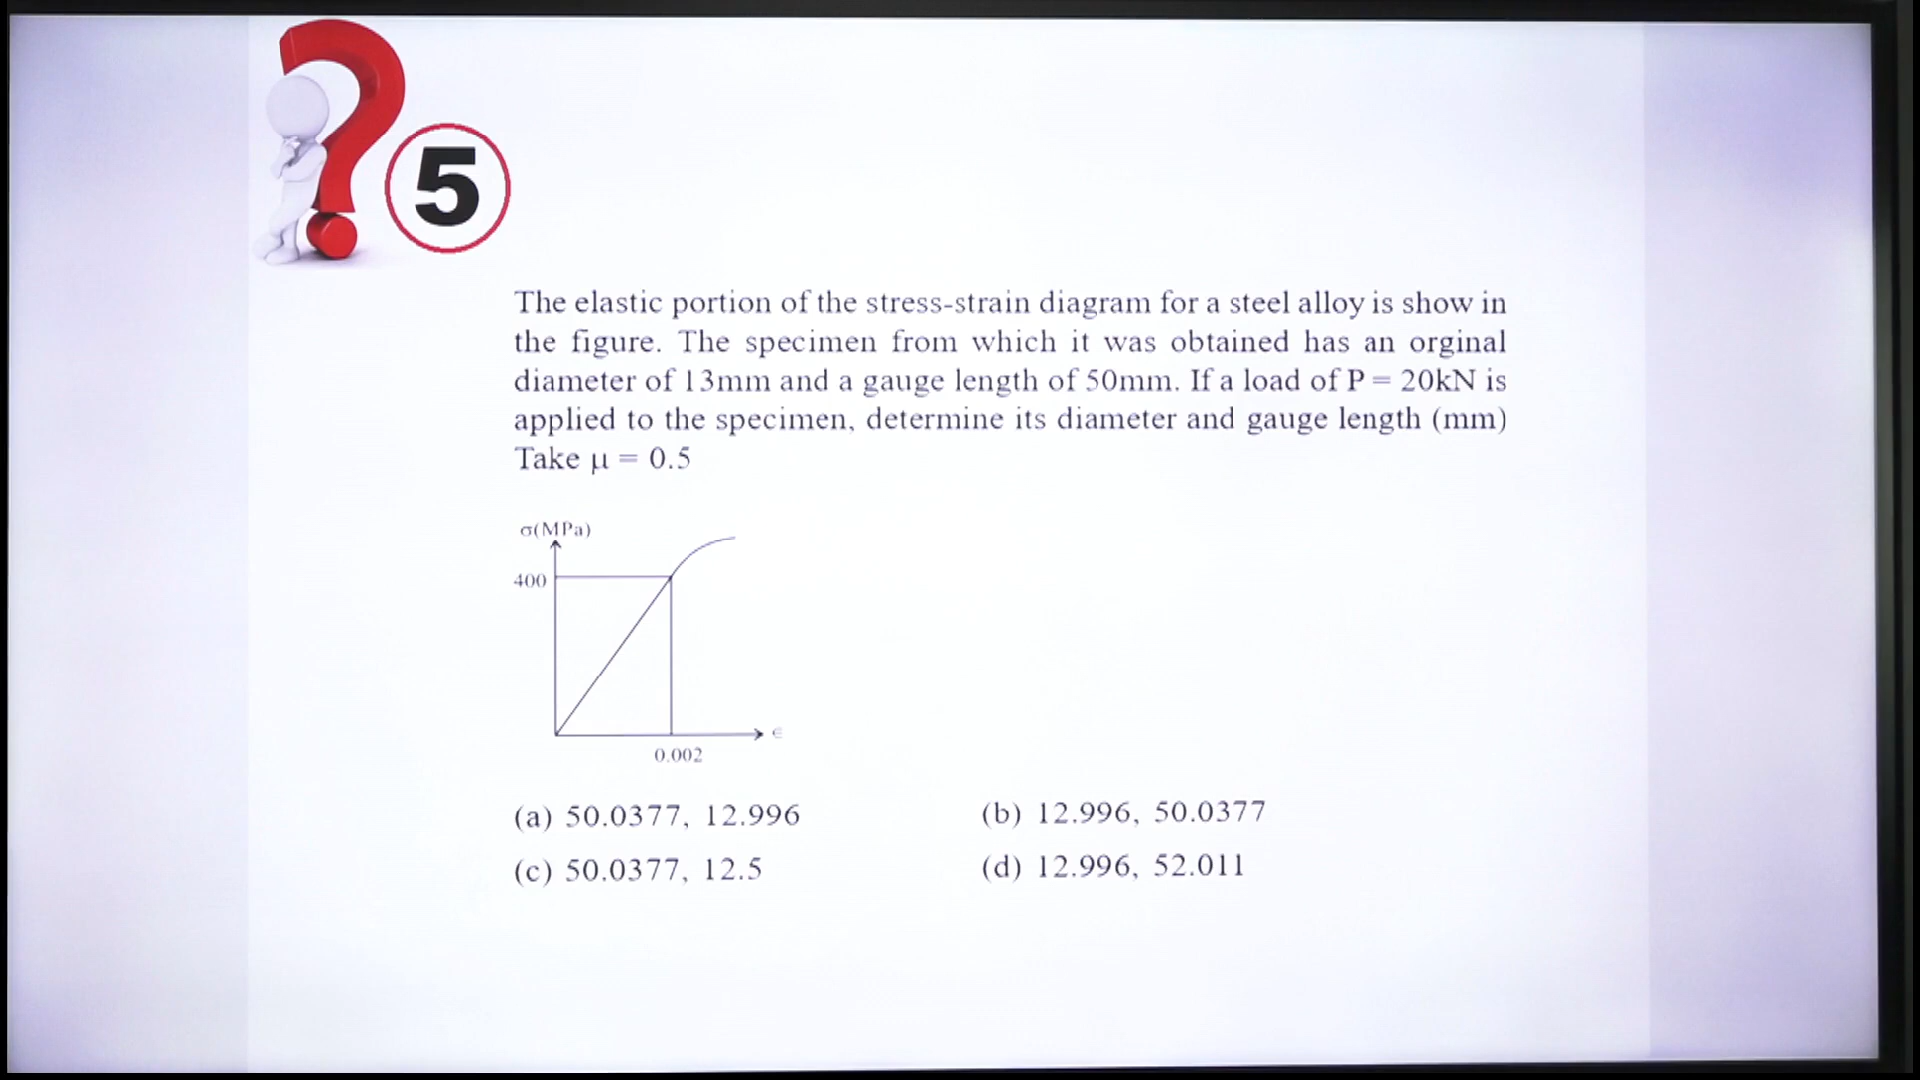 5
The elastic portion of the stress-strain diagram for a steel alloy is show in
the figure. The specimen from which it was obtained has an orginal
diameter of 13mm and a gauge length of 50mm. If a load of P = 20kN is
applied to the specimen, determine its diameter and gauge length (mm)
Take μ = 0.5
σ(MPa)
400
∈
0.002
(a) 50.0377, 12.996
(b) 12.996, 50.0377
(c) 50.0377, 12.5
(d) 12.996, 52.011